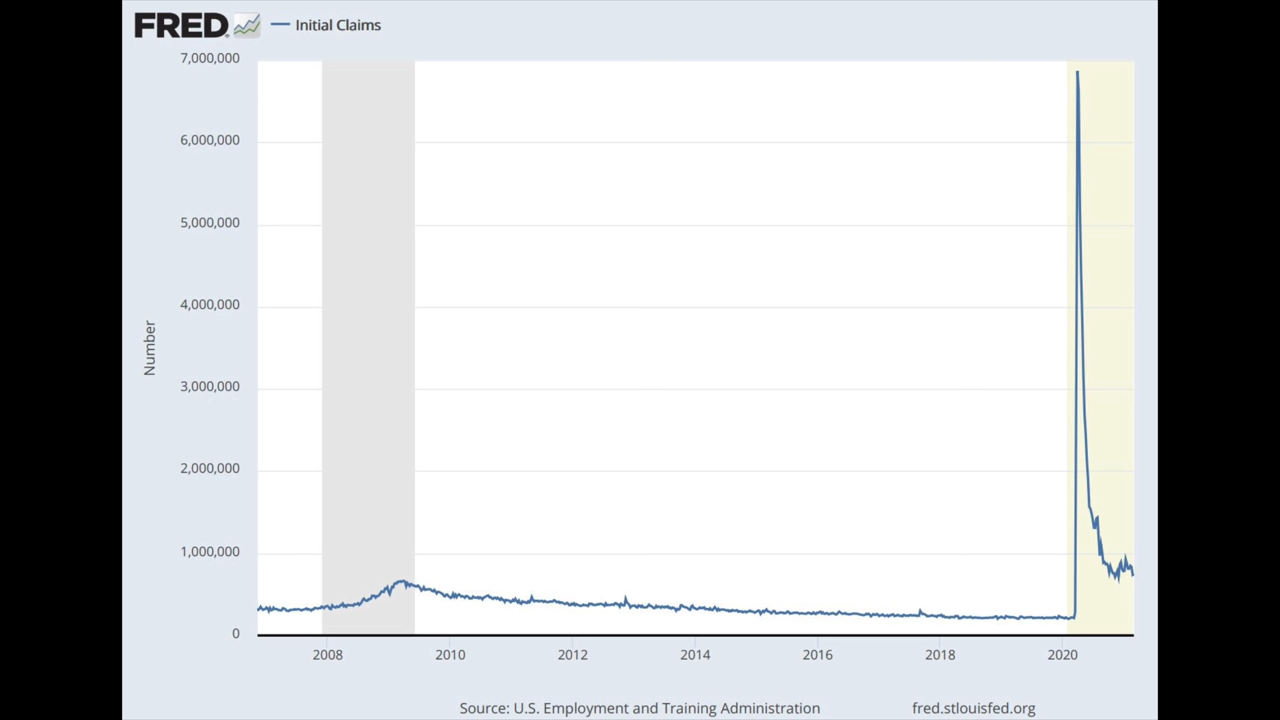 FRED Initial Claims
7,000,000
6,000,000
5,000,000
4,000,000
3,000,000
2,000,000
1,000,000
0
Number
2008 2010 2012 2014 2016 2018 2020
Source: U.S. Employment and Training Administration fred.stlouisfed.org